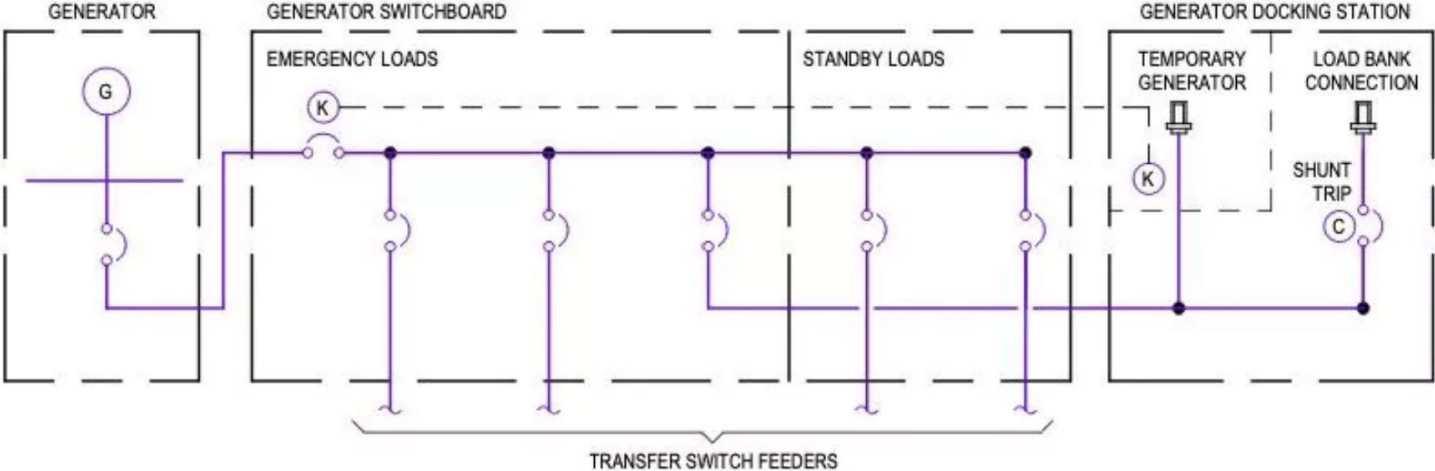 GENERATOR
GENERATOR SWITCHBOARD
GENERATOR DOCKING STATION
EMERGENCY LOADS
STANDBY LOADS
TEMPORARY
GENERATOR
LOAD BANK
CONNECTION
G
K
K
SHUNT
TRIP
C
TRANSFER SWITCH FEEDERS